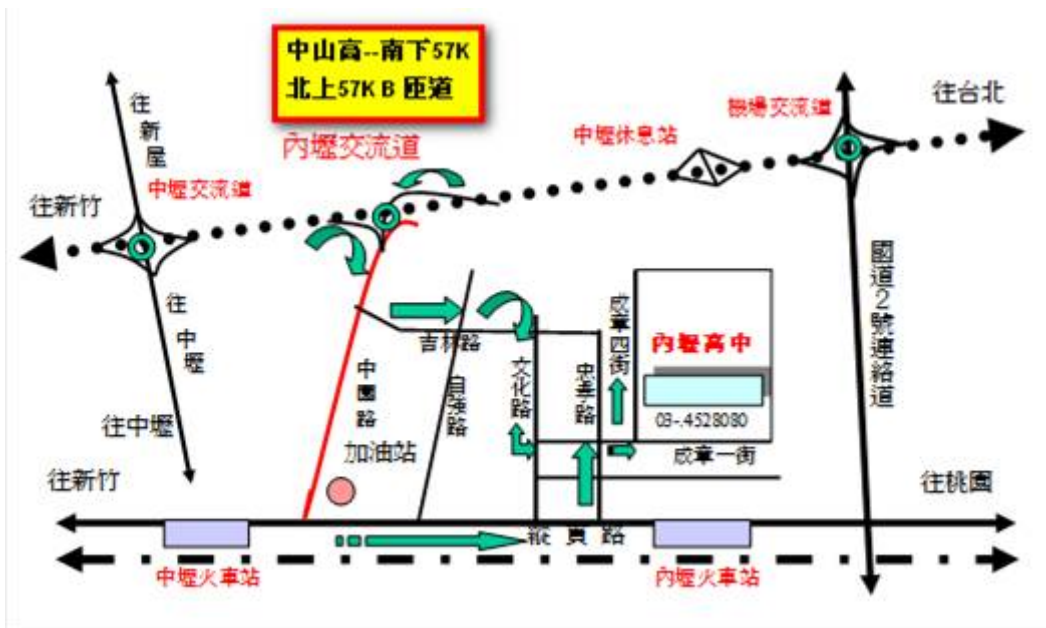 中山高--南下57K
北上57K B 匝道
往新屋
中壢交流道
內壢交流道
中壢休息站
機場交流道
往台北
往新竹
往中壢
國道2號連絡道
吉林路
成章四街
內壢高中
03-.4528080
中園路
自強路
文化路
忠孝路
加油站
成章一街
往中壢
往新竹
往桃園
縱貫路
中壢火車站
內壢火車站